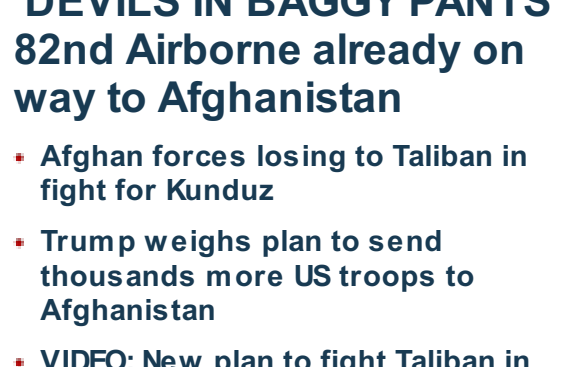 DEVILS IN BAGGY PANTS
82nd Airborne already on
way to Afghanistan
Afghan forces losing to Taliban in
fight for Kunduz
Trump weighs plan to send
thousands more US troops to
Afghanistan
VIDEO: New plan to fight Taliban in